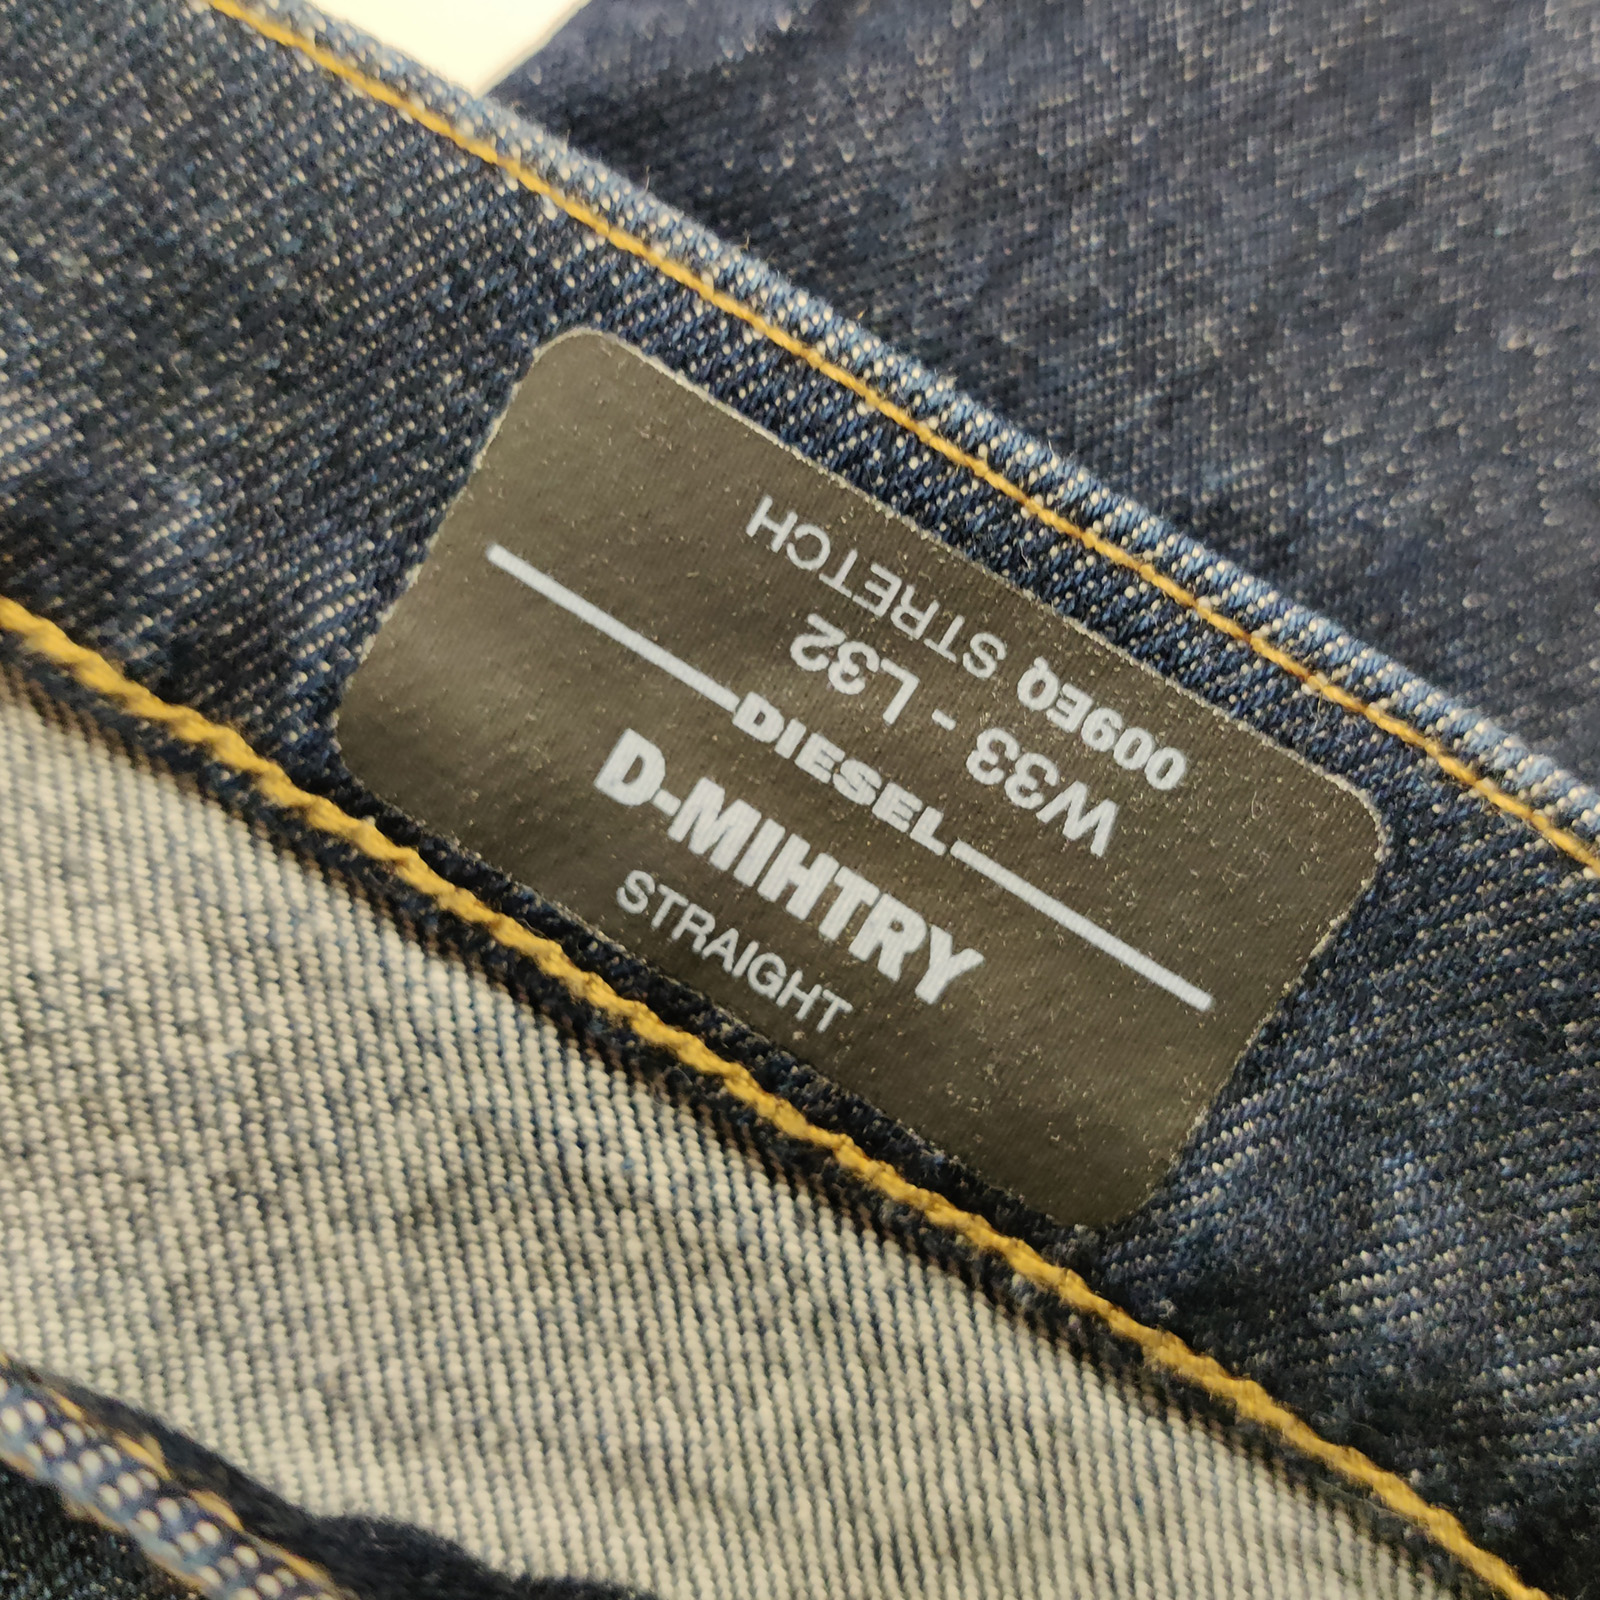 DIESEL
D-MIHTRY
STRAIGHT
W33 - L32
009EQ STRETCH